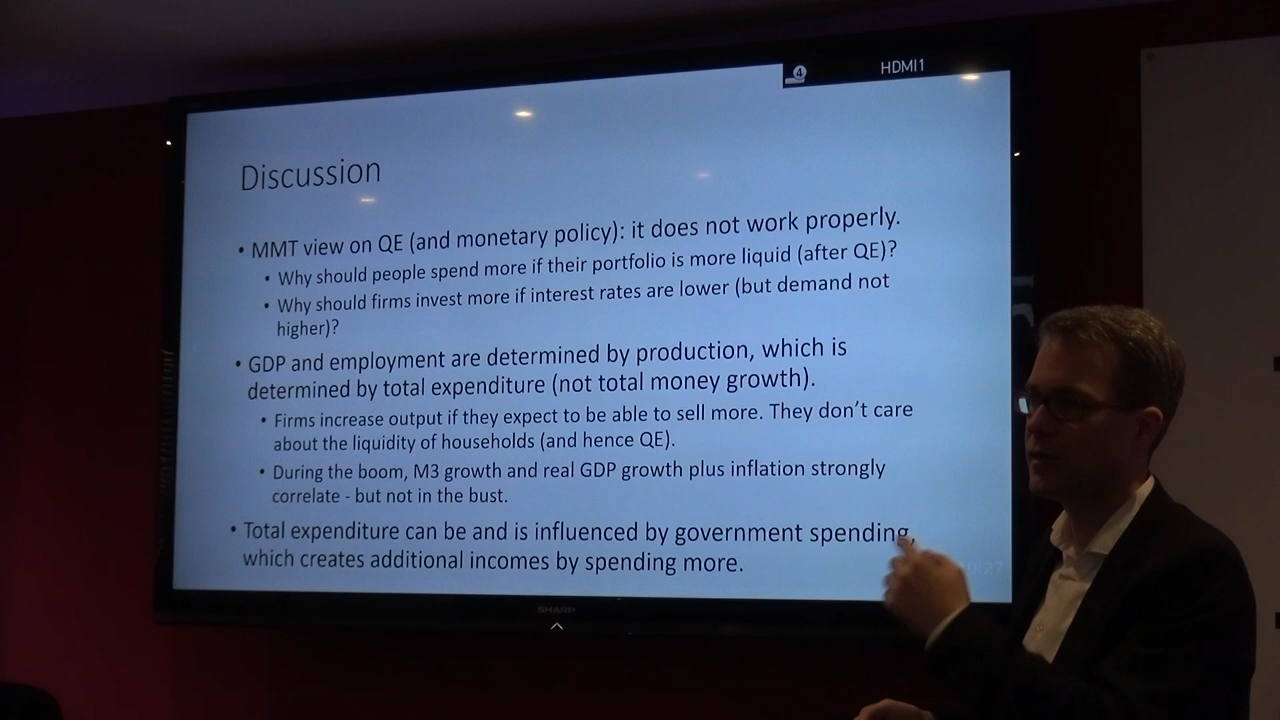 4
HDMI1
Discussion
• MMT view on QE (and monetary policy): it does not work properly.
• Why should people spend more if their portfolio is more liquid (after QE)?
• Why should firms invest more if interest rates are lower (but demand not
higher)?
• GDP and employment are determined by production, which is
determined by total expenditure (not total money growth).
• Firms increase output if they expect to be able to sell more. They don't care
about the liquidity of households (and hence QE).
• During the boom, M3 growth and real GDP growth plus inflation strongly
correlate - but not in the bust.
• Total expenditure can be and is influenced by government spending,
which creates additional incomes by spending more.
SHARP